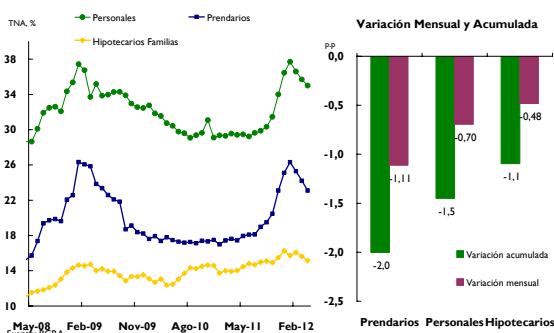 TNA, %
Personales
Prendarios
Hipotecarios Familias
38
34
30
26
22
18
14
10
May-08 Feb-09 Nov-09 Ago-10 May-11 Feb-12
Variación Mensual y Acumulada
P.P
0,0
-0,5
-1,0
-1,5
-2,0
-2,5
-2,0
-1,11
-1,5
-0,70
-1,1
-0,48
Variación acumulada
Variación mensual
Prendarios Personales Hipotecarios